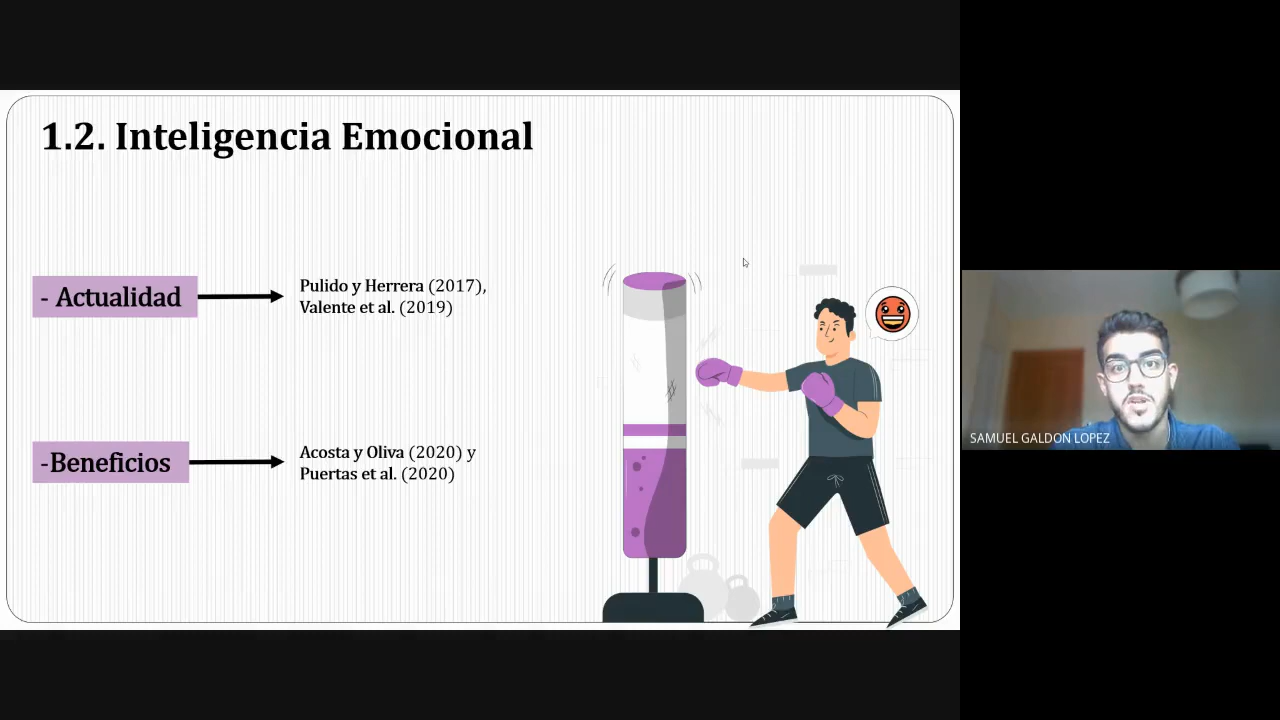 1.2. Inteligencia Emocional
- Actualidad
Pulido y Herrera (2017),
Valente et al. (2019)
-Beneficios
Acosta y Oliva (2020) y
Puertas et al. (2020)
SAMUEL GALDON LOPEZ